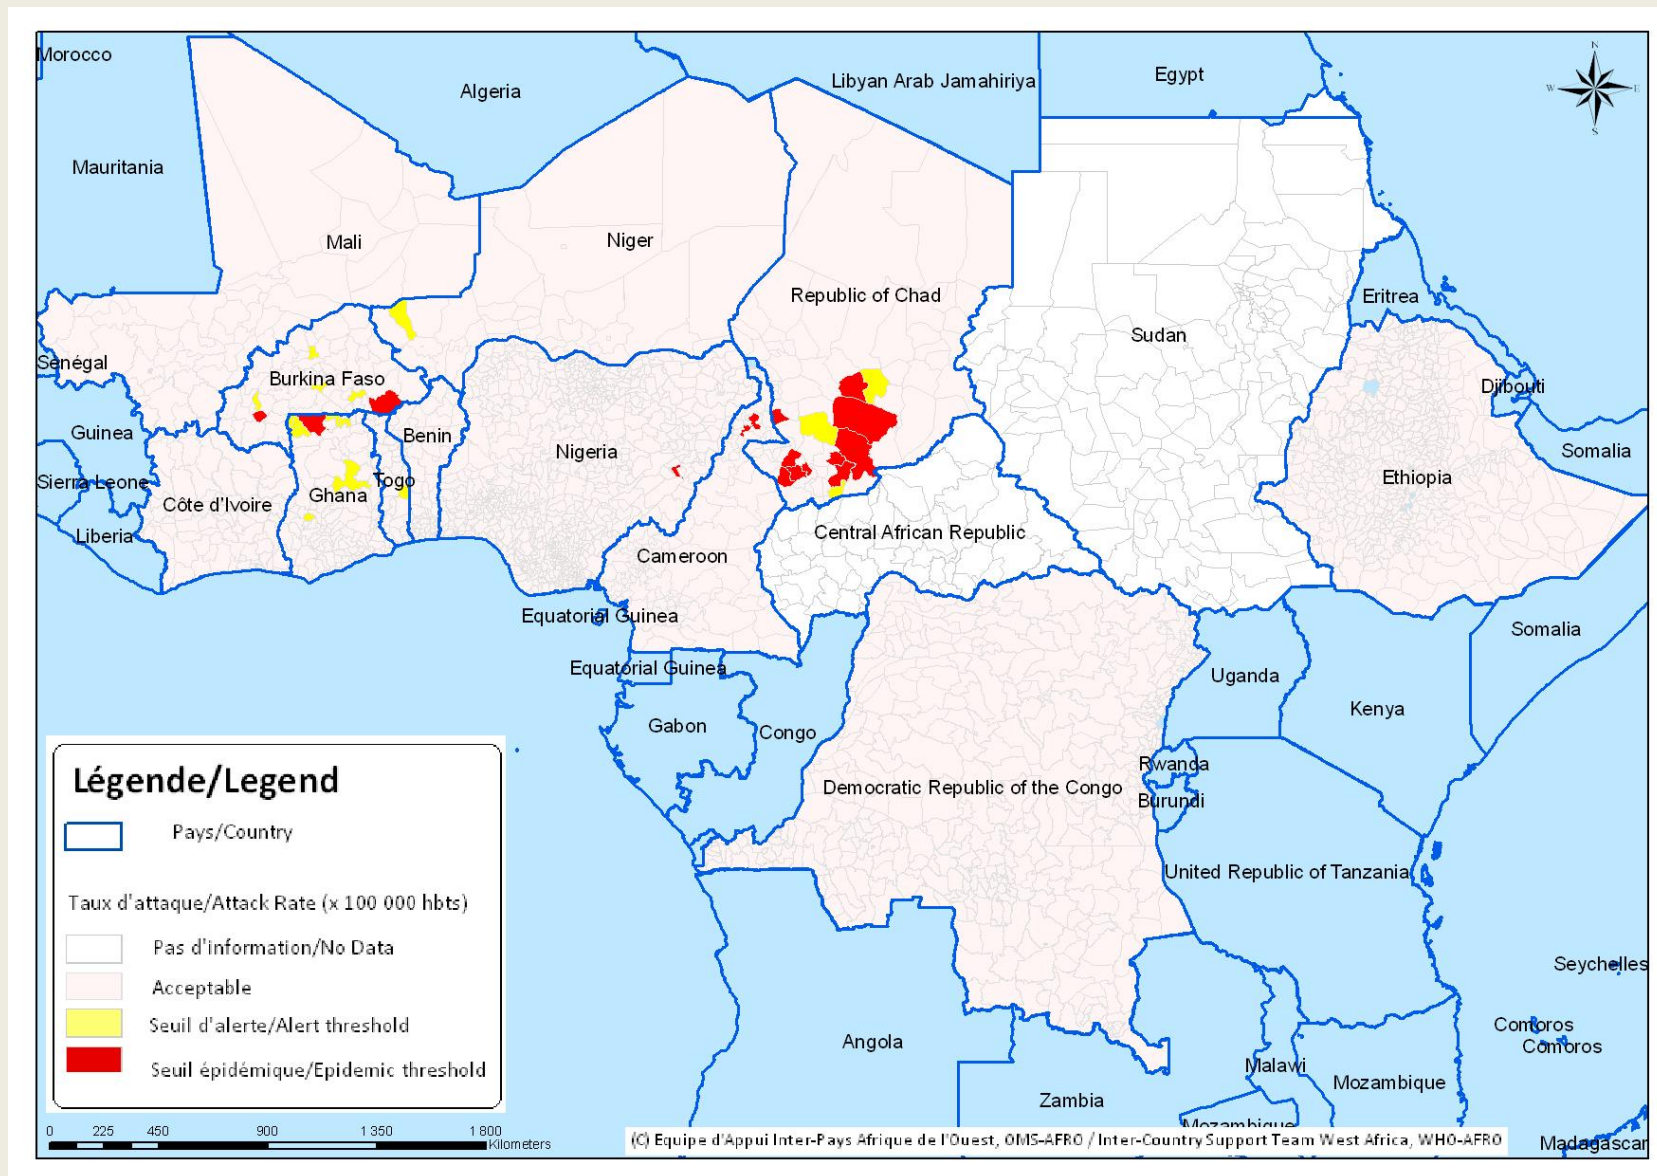 Morocco
Algeria
Libyan Arab Jamahiriya
Egypt
N
W
E
S
Mauritania
Mali
Niger
Republic of Chad
Sudan
Eritrea
Sénégal
Burkina Faso
Djibouti
Guinea
Benin
Nigeria
Somalia
Sierra Leone
Côte d'Ivoire
Ghana
Togo
Ethiopia
Liberia
Central African Republic
Cameroon
Equatorial Guinea
Somalia
Equatorial Guinea
Uganda
Gabon
Congo
Kenya
Rwanda
Democratic Republic of the Congo
Burundi
United Republic of Tanzania
Seychelles
Comoros
Comoros
Angola
Malawi
Mozambique
Zambia
Mozambique
Madagascar
Légende/Legend
Pays/Country
Taux d'attaque/Attack Rate (x 100 000 hbts)
Pas d'information/No Data
Acceptable
Seuil d'alerte/Alert threshold
Seuil épidémique/Epidemic threshold
0 225 450 900 1 350 1 800
Kilometers
(C) Equipe d'Appui Inter-Pays Afrique de l'Ouest, OMS-AFRO / Inter-Country Support Team West Africa, WHO-AFRO